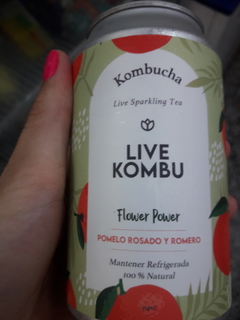 Kombucha
Live Sparkling Tea
LIVE
KOMBU
Flower Power
POMELO ROSADO Y ROMERO
Mantener Refrigerada
100 % Natural